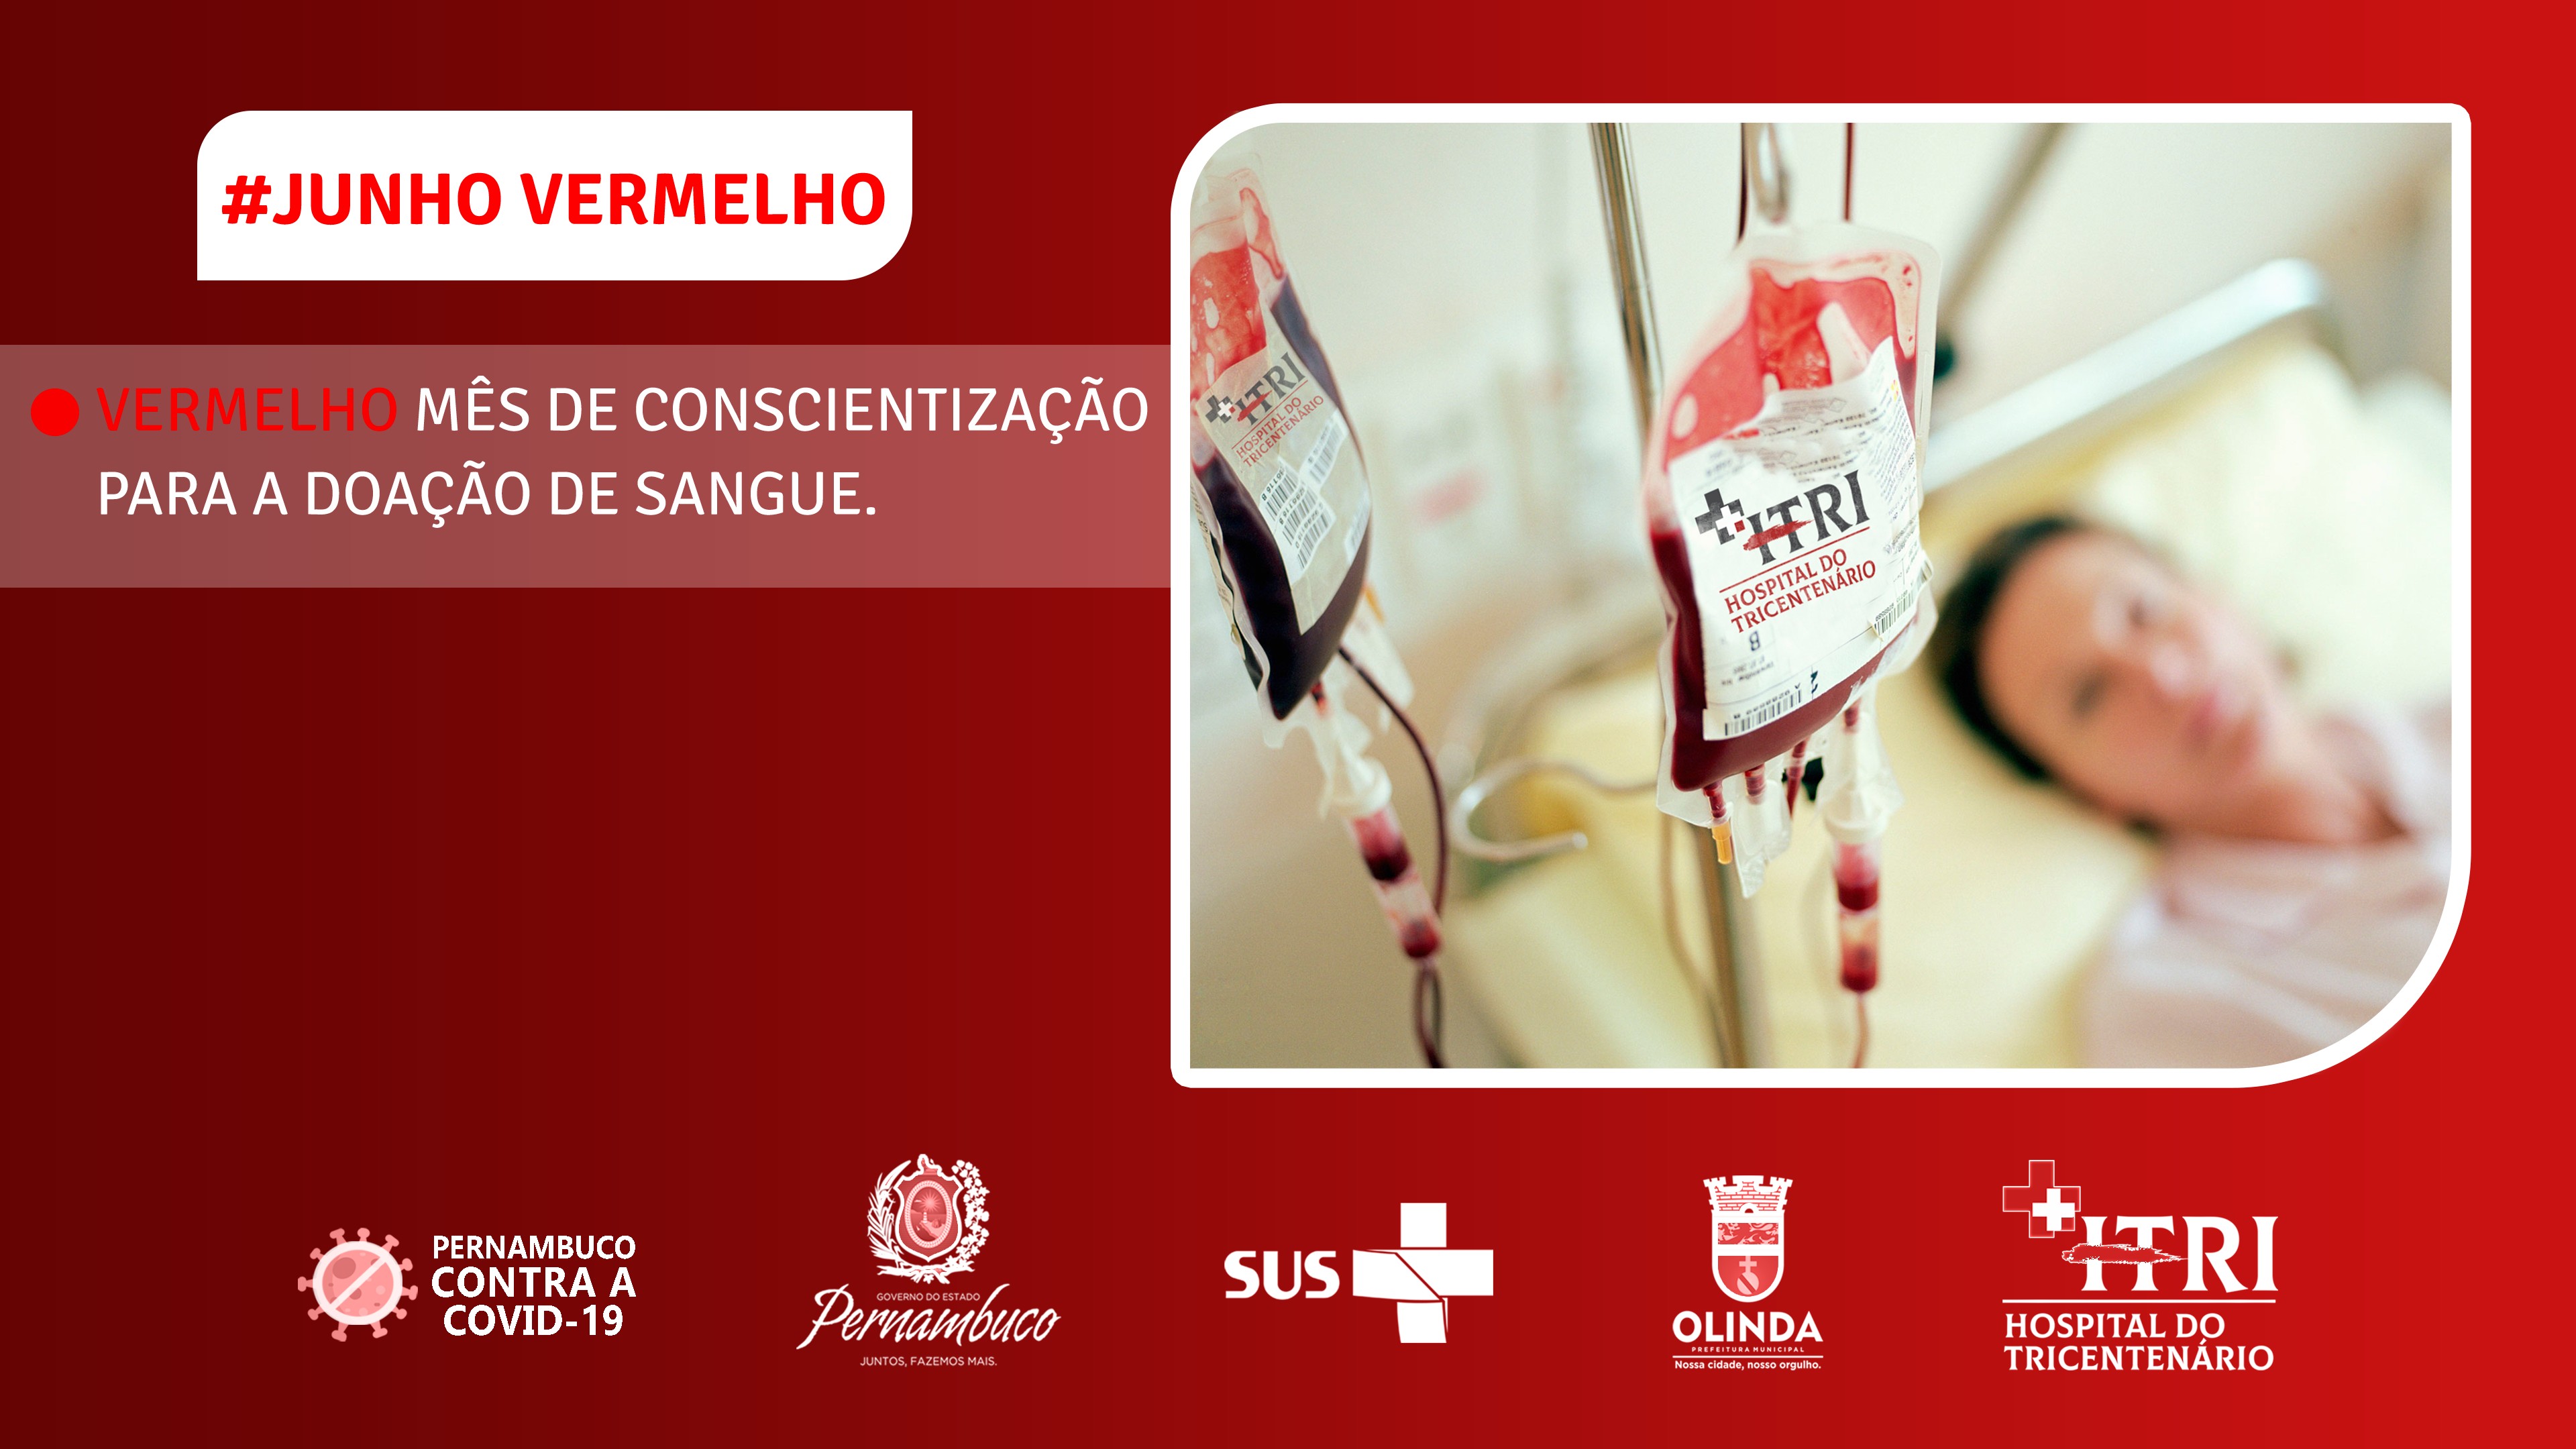 #JUNHO VERMELHO
VERMELHO MÊS DE CONSCIENTIZAÇÃO
PARA A DOAÇÃO DE SANGUE.
ITRI
HOSPITAL DO
TRICENTENÁRIO
ITRI
HOSPITAL DO
TRICENTENÁRIO
B
PERNAMBUCO
CONTRA A
COVID-19
GOVERNO DO ESTADO
Pernambuco
JUNTOS, FAZEMOS MAIS.
SUS
OLINDA
PREFEITURA MUNICIPAL
Nossa cidade, nosso orgulho.
ITRI
HOSPITAL DO
TRICENTENÁRIO